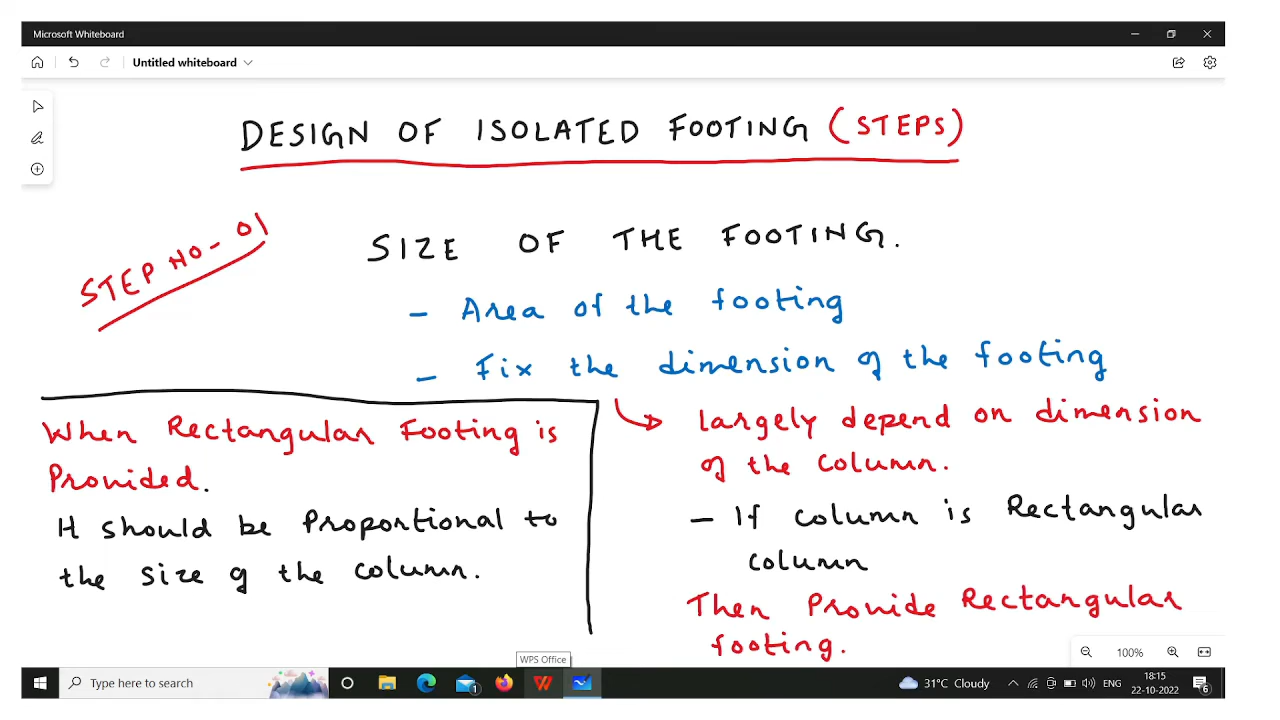 Microsoft Whiteboard
Untitled whiteboard
DESIGN OF ISOLATED FOOTING (STEPS)
STEP NO - 01
SIZE OF THE FOOTING.
- Area of the footing
- Fix the dimension of the footing
When Rectangular Footing is
Provided.
It should be Proportional to
the size of the column.
largely depend on dimension
of the column.
- If column is Rectangular
column
Then Provide Rectangular
footing.
100%
WPS Office
Type here to search
1
31°C Cloudy
ENG
18:15
22-10-2022
6